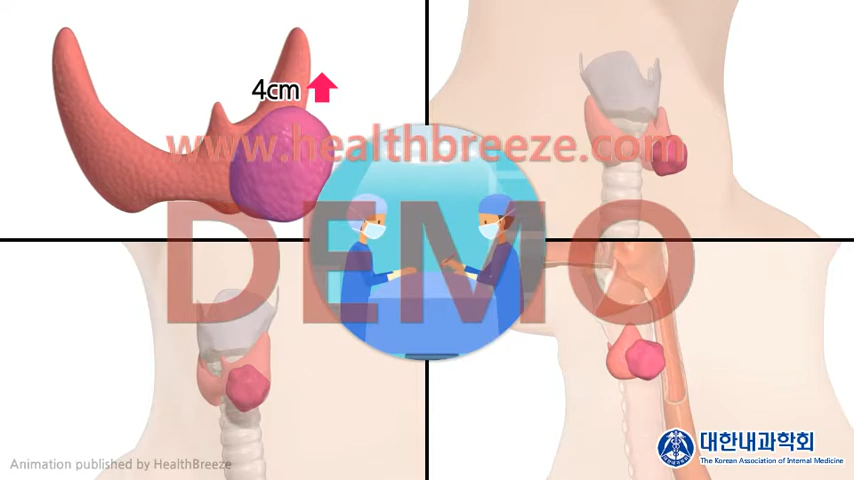 4cm
www.healthbreeze.com
DEMO
대한내과학회
The Korean Association of Internal Medicine
Animation published by HealthBreeze